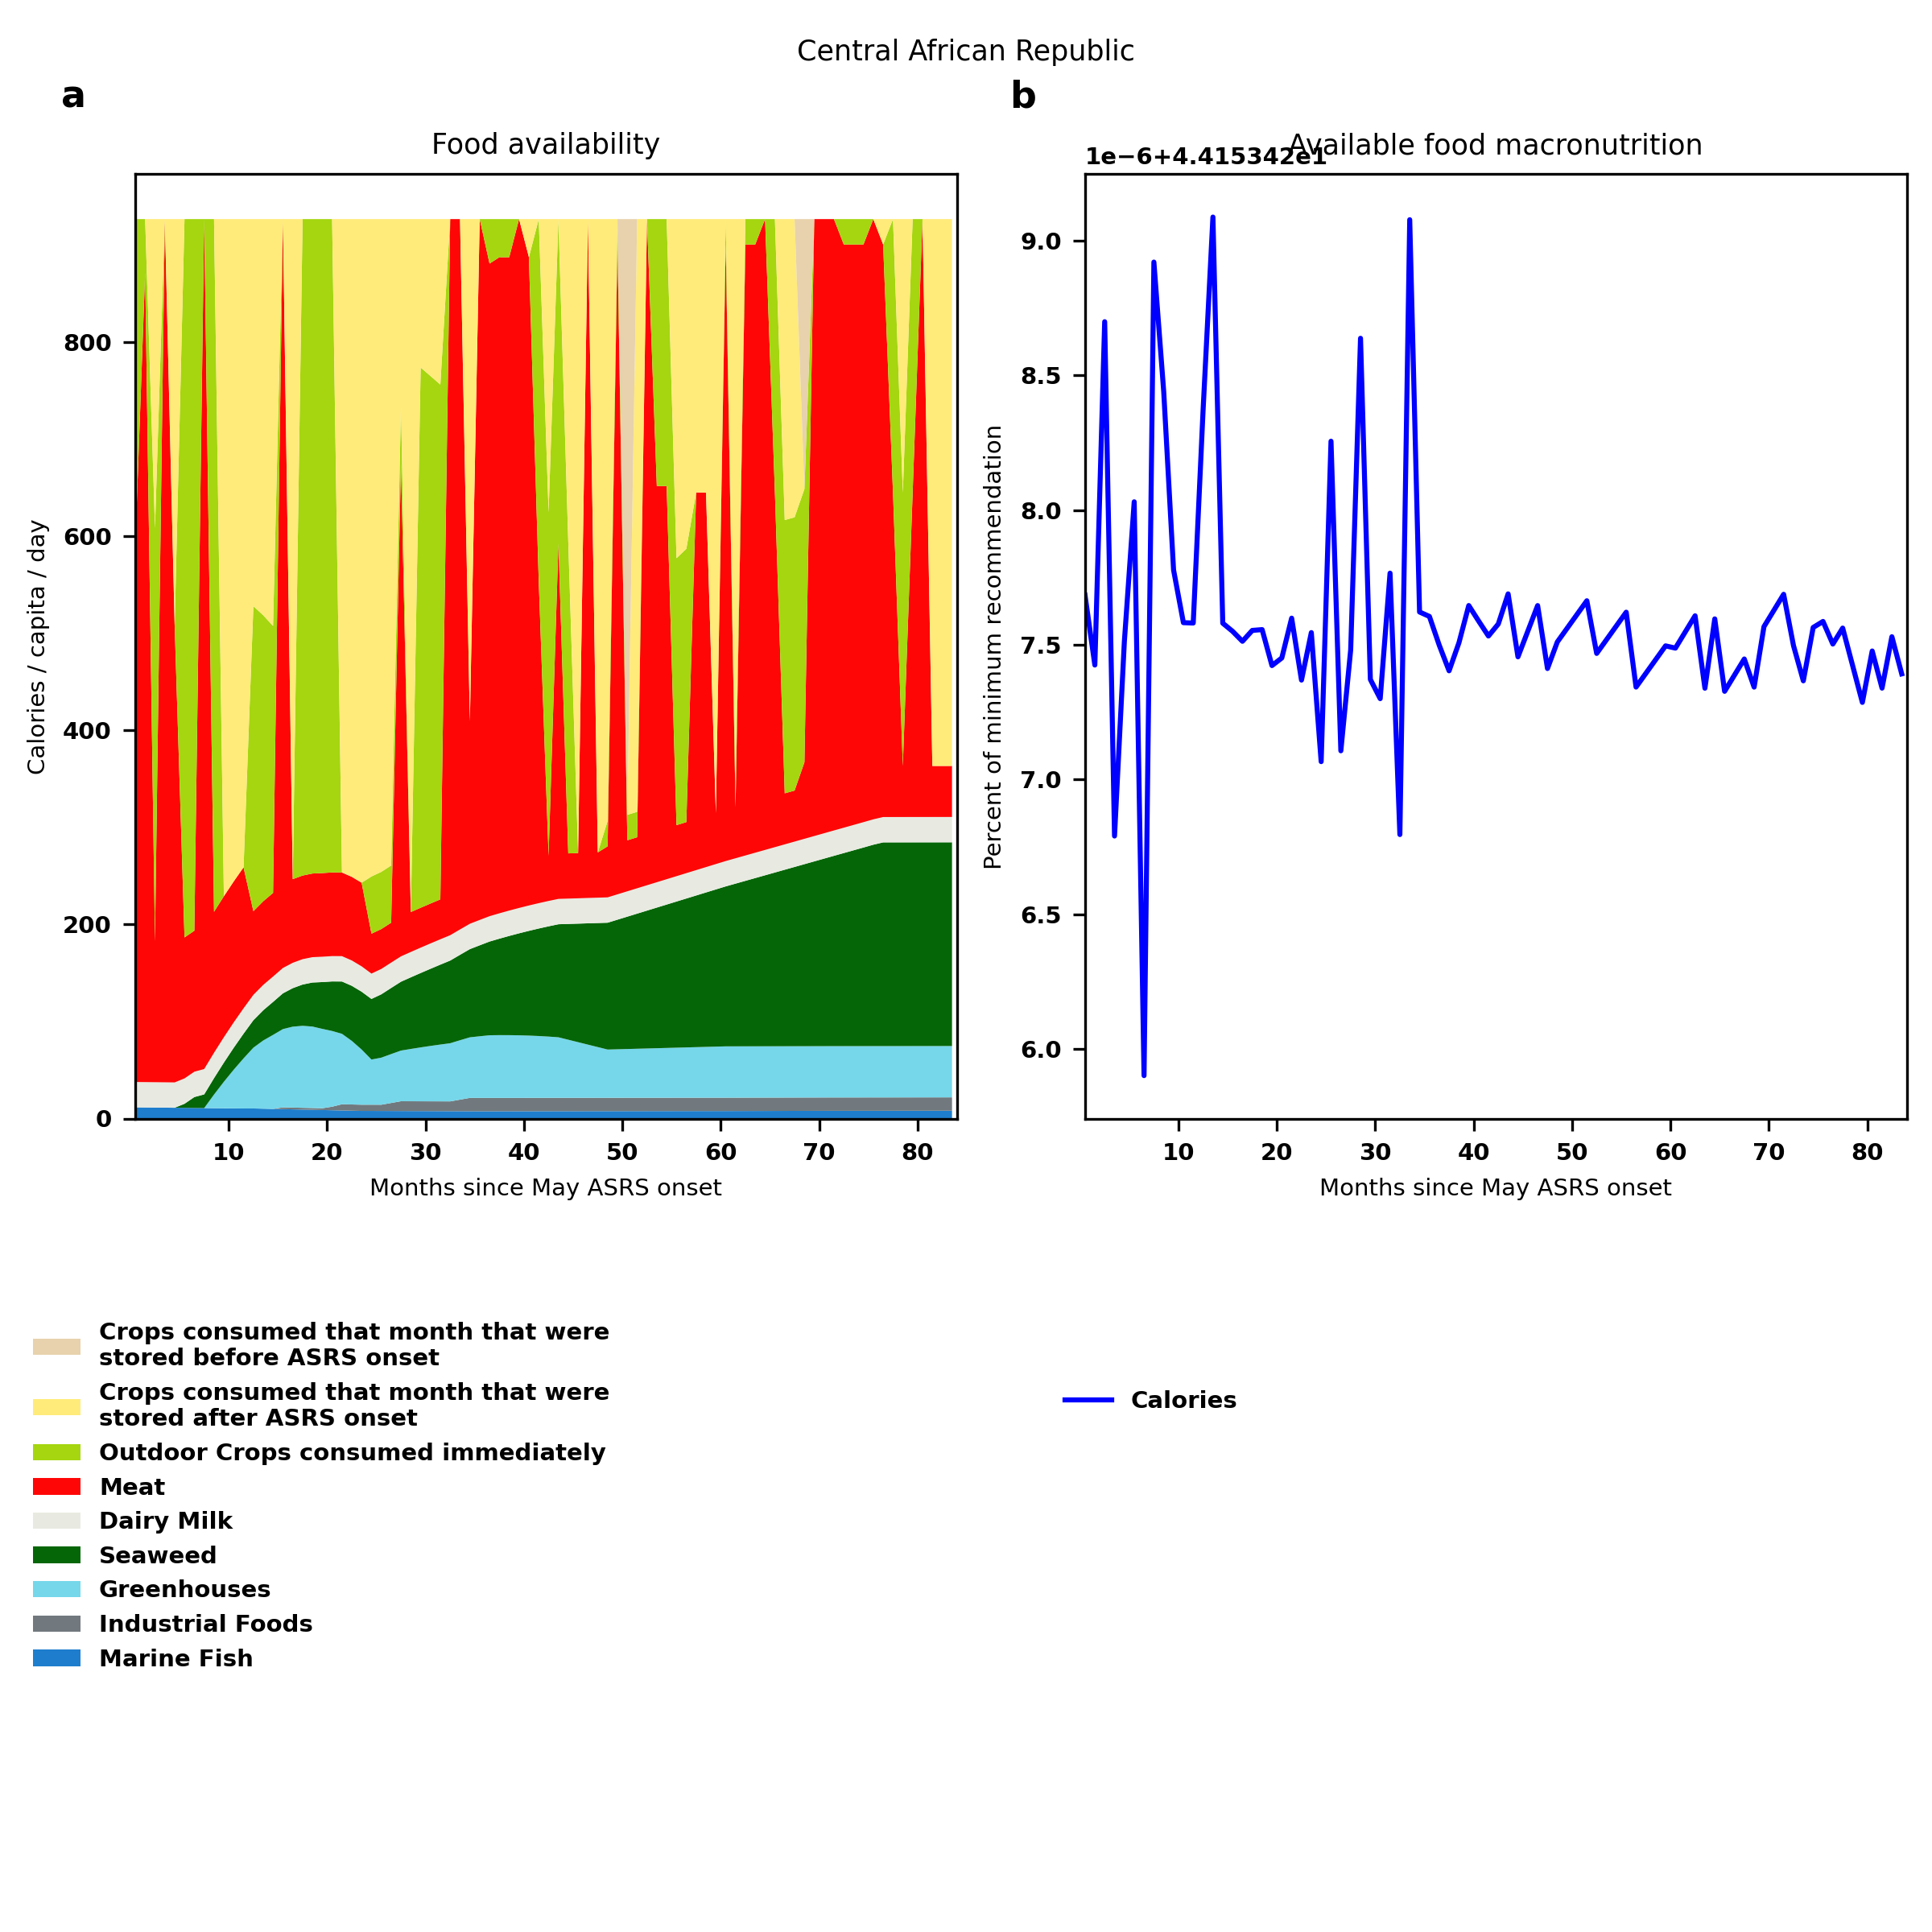 Central African Republic
a
Food availability
Calories / capita / day
800
600
400
200
0
10 20 30 40 50 60 70 80
Months since May ASRS onset
b
Available food macronutrition
1e−6+4.415342e1
Percent of minimum recommendation
9.0
8.5
8.0
7.5
7.0
6.5
6.0
10 20 30 40 50 60 70 80
Months since May ASRS onset
Crops consumed that month that were
stored before ASRS onset
Crops consumed that month that were
stored after ASRS onset
Outdoor Crops consumed immediately
Meat
Dairy Milk
Seaweed
Greenhouses
Industrial Foods
Marine Fish
Calories